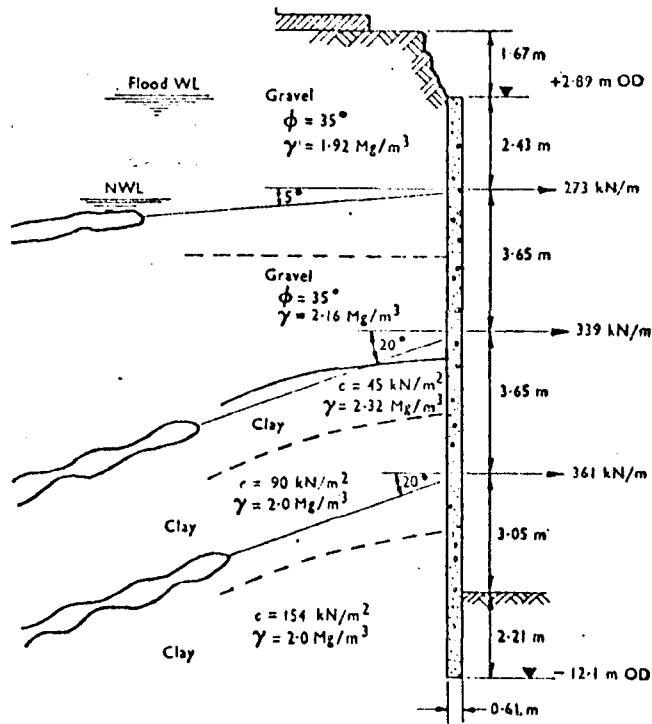 1·67 m
+2·89 m OD
Flood WL
Gravel
ϕ = 35°
γ = 1·92 Mg/m³
2·43 m
NWL
5°
273 kN/m
3·65 m
Gravel
ϕ = 35°
γ = 2·16 Mg/m³
20°
339 kN/m
c = 45 kN/m²
γ = 2·32 Mg/m³
Clay
3·65 m
c = 90 kN/m²
γ = 2·0 Mg/m³
20°
361 kN/m
Clay
3·05 m
c = 154 kN/m²
γ = 2·0 Mg/m³
Clay
2·21 m
−12·1 m OD
0·61 m